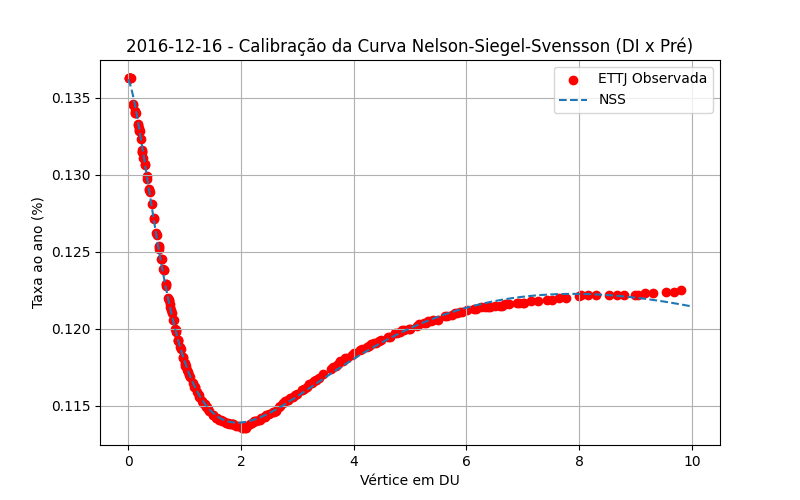 2016-12-16 - Calibração da Curva Nelson-Siegel-Svensson (DI x Pré)
ETTJ Observada
NSS
Taxa ao ano (%)
0.135
0.130
0.125
0.120
0.115
0 2 4 6 8 10
Vértice em DU